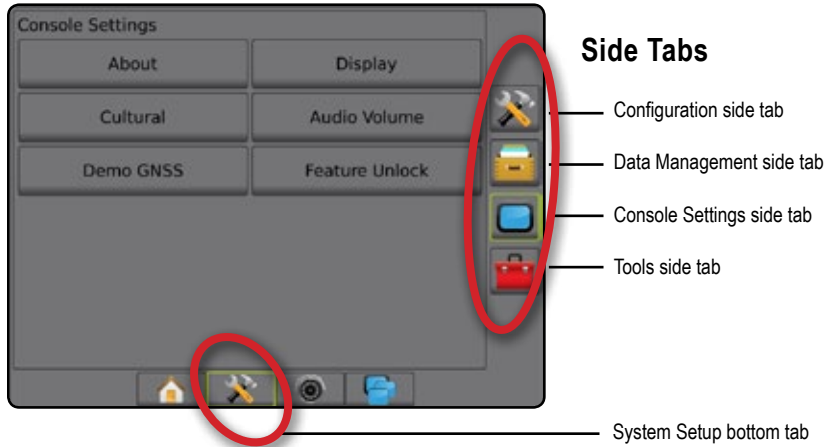 Console Settings
About
Display
Cultural
Audio Volume
Demo GNSS
Feature Unlock
Side Tabs
Configuration side tab
Data Management side tab
Console Settings side tab
Tools side tab
System Setup bottom tab